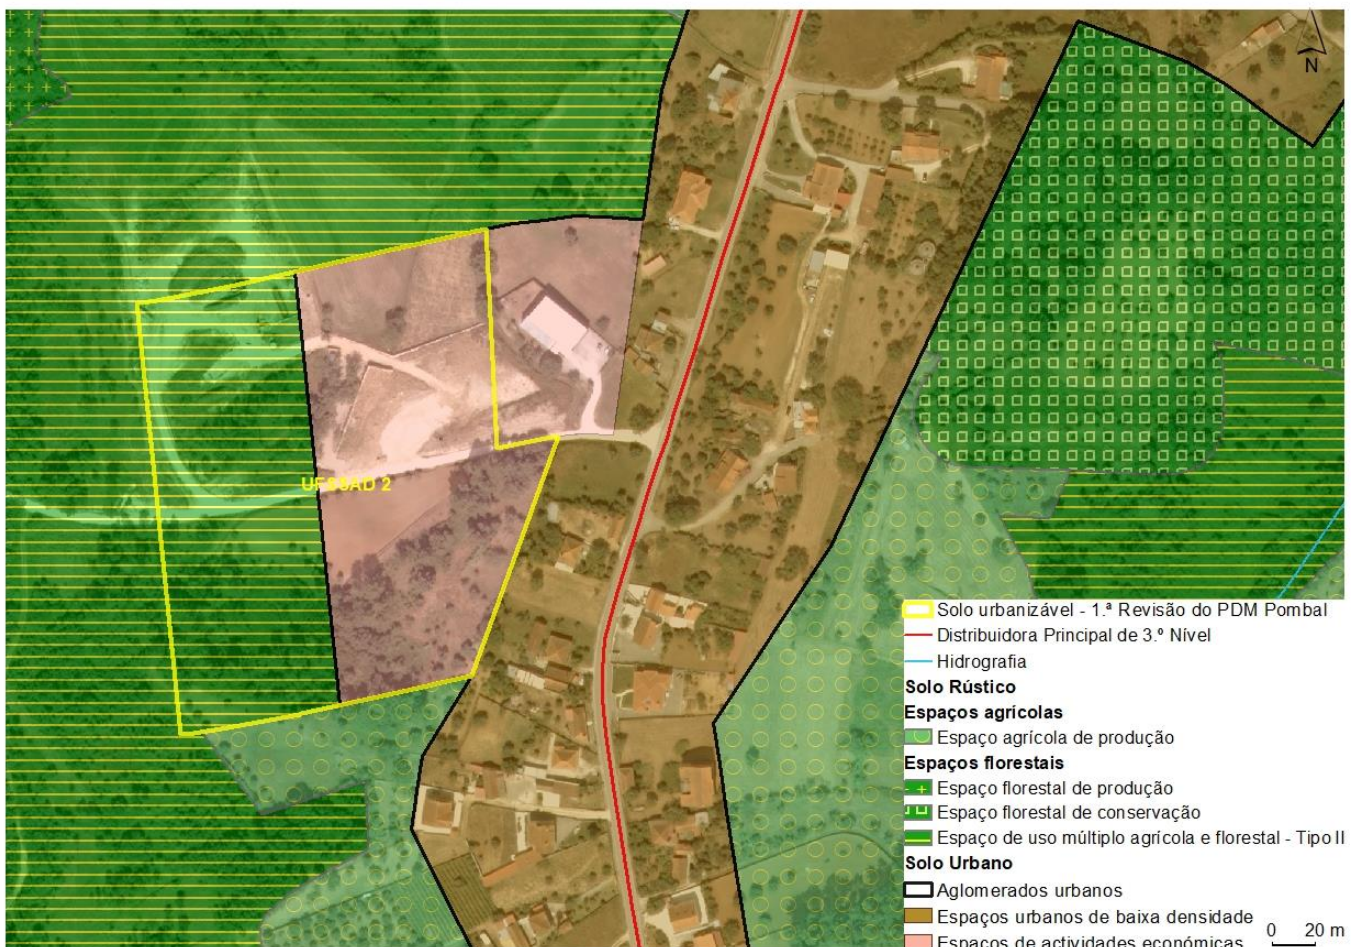 N
UFSSAD 2
Solo urbanizável - 1.ª Revisão do PDM Pombal
Distribuidora Principal de 3.º Nível
Hidrografia
Solo Rústico
Espaços agrícolas
Espaço agrícola de produção
Espaços florestais
Espaço florestal de produção
Espaço florestal de conservação
Espaço de uso múltiplo agrícola e florestal - Tipo II
Solo Urbano
Aglomerados urbanos
Espaços urbanos de baixa densidade
Espaços de actividades económicas
0 20 m